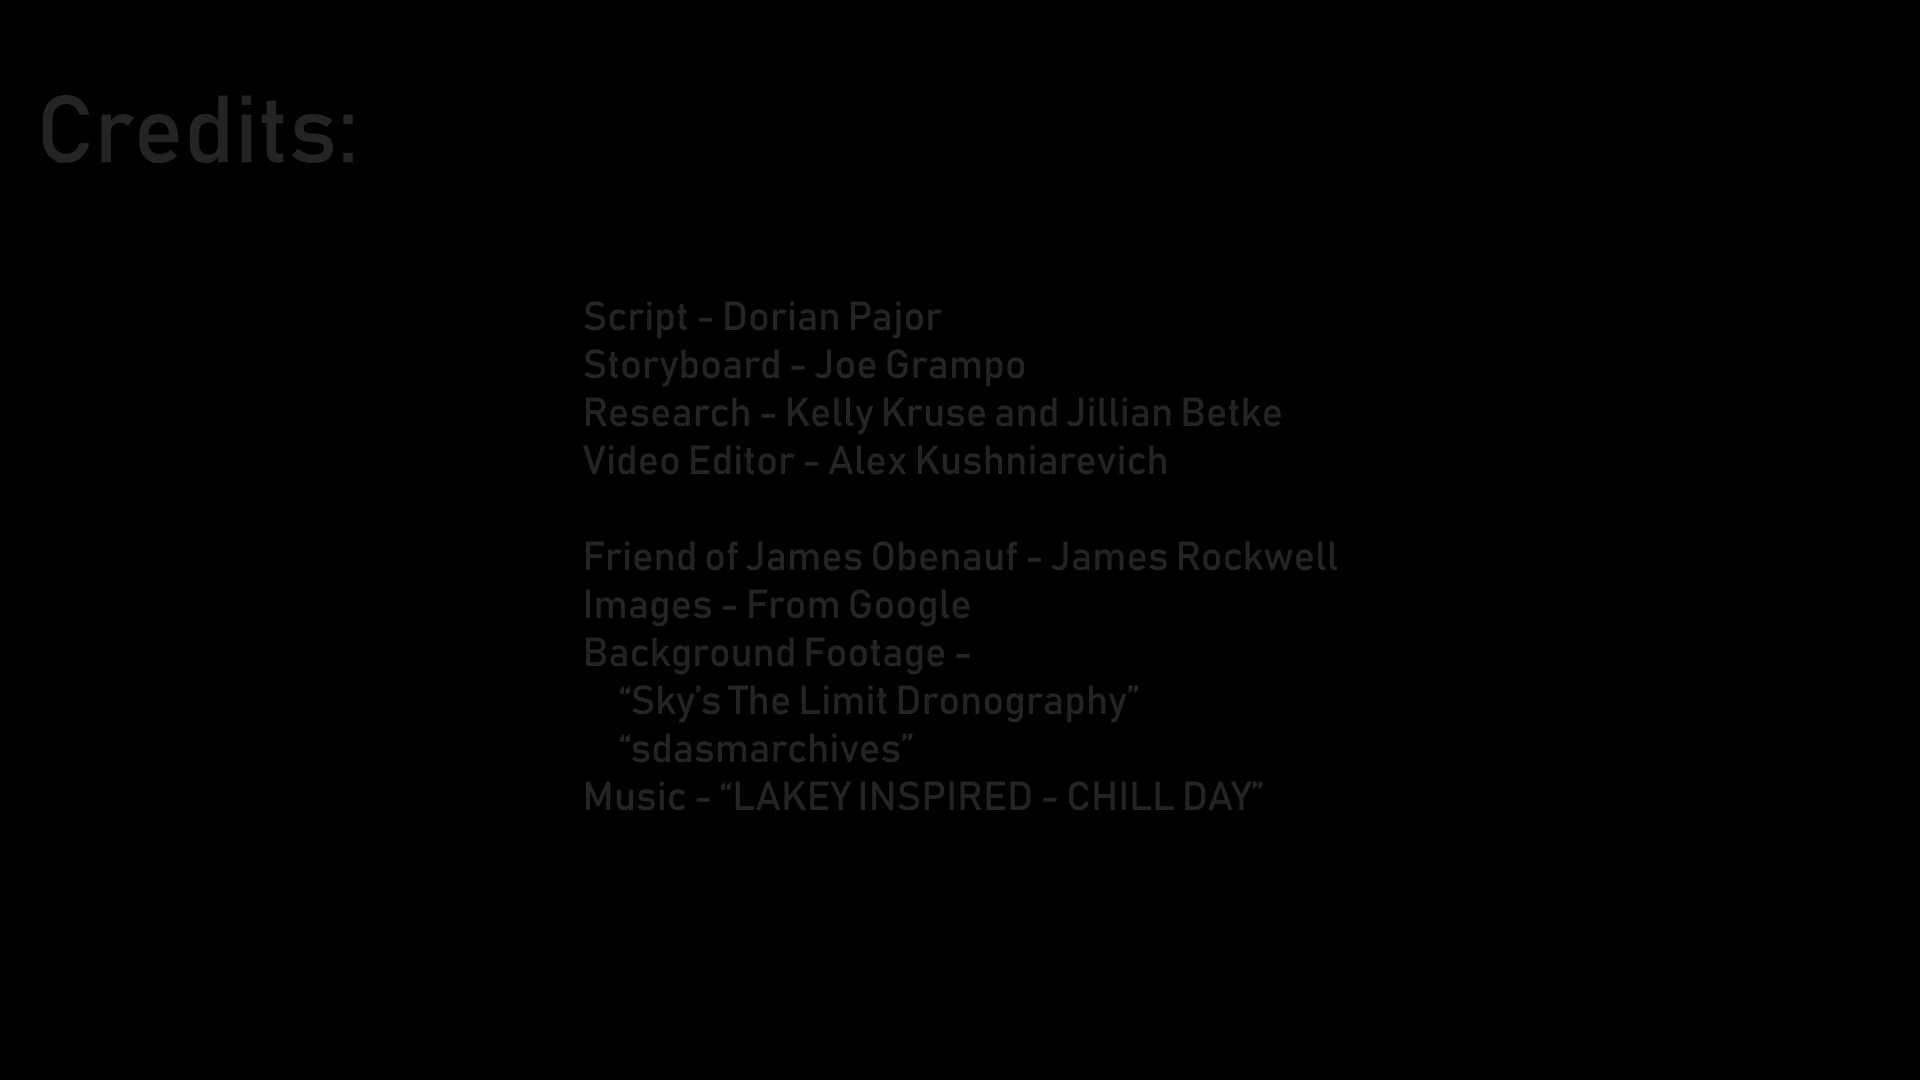 Credits:
Script - Dorian Pajor
Storyboard - Joe Grampo
Research - Kelly Kruse and Jillian Betke
Video Editor - Alex Kushniarevich
Friend of James Obenauf - James Rockwell
Images - From Google
Background Footage -
“Sky’s The Limit Dronography”
“sdasmarchives”
Music - “LAKEY INSPIRED - CHILL DAY”